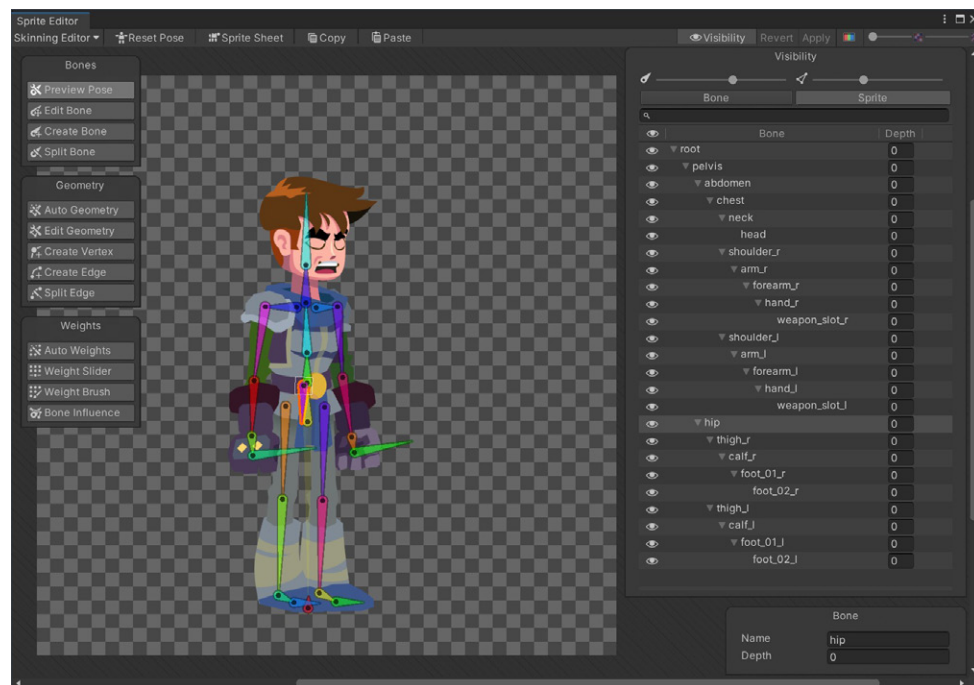 Sprite Editor
Skinning Editor Reset Pose Sprite Sheet Copy Paste Visibility Revert Apply
Bones
Preview Pose
Edit Bone
Create Bone
Split Bone
Geometry
Auto Geometry
Edit Geometry
Create Vertex
Create Edge
Split Edge
Weights
Auto Weights
Weight Slider
Weight Brush
Bone Influence
Visibility
Bone Sprite
Bone Depth
root 0
pelvis 0
abdomen 0
chest 0
neck 0
head 0
shoulder_r 0
arm_r 0
forearm_r 0
hand_r 0
weapon_slot_r 0
shoulder_l 0
arm_l 0
forearm_l 0
hand_l 0
weapon_slot_l 0
hip 0
thigh_r 0
calf_r 0
foot_01_r 0
foot_02_r 0
thigh_l 0
calf_l 0
foot_01_l 0
foot_02_l 0
Bone
Name hip
Depth 0